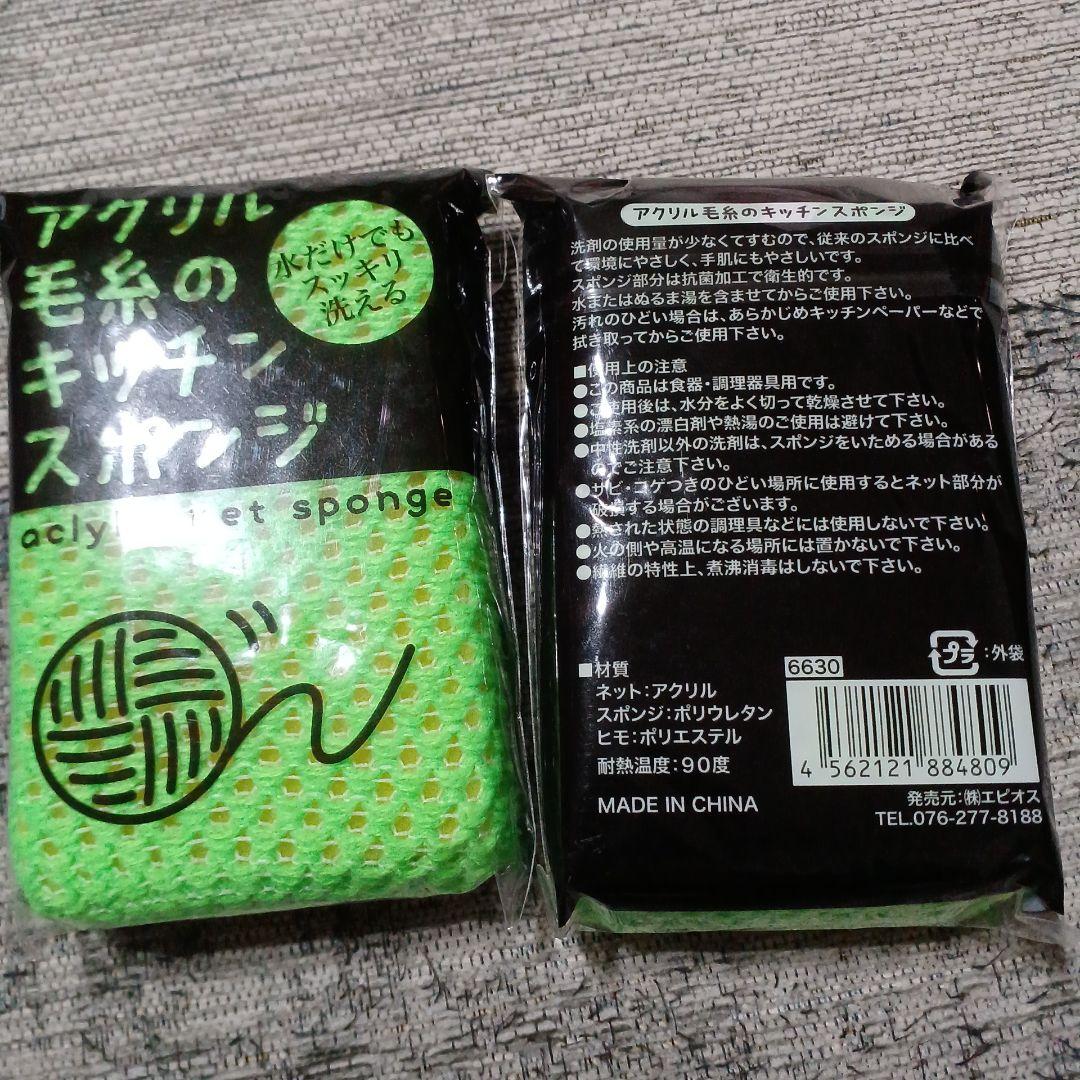 アクリル
毛糸の
キッチン
スポンジ
水だけでも
スッキリ
洗える
acly et sponge
アクリル毛糸のキッチンスポンジ
洗剤の使用量が少なくてすむので、従来のスポンジに比べ
て環境にやさしく、手肌にもやさしいです。
スポンジ部分は抗菌加工で衛生的です。
水またはぬるま湯を含ませてからご使用下さい。
汚れのひどい場合は、あらかじめキッチンペーパーなどで
拭き取ってからご使用下さい。
■使用上の注意
●この商品は食器・調理器具用です。
●ご使用後は、水分をよく切って乾燥させて下さい。
●塩素系の漂白剤や熱湯のご使用は避けて下さい。
●中性洗剤以外の洗剤は、スポンジをいためる場合がある
のでご注意下さい。
●サビ・コゲつきのひどい場所に使用するとネット部分が
破損する場合がございます。
●熱された状態の調理具などには使用しないで下さい。
●火の側や高温になる場所には置かないで下さい。
●繊維の特性上、煮沸消毒はしないで下さい。
■材質
ネット:アクリル
スポンジ:ポリウレタン
ヒモ:ポリエステル
耐熱温度:90度
MADE IN CHINA
プラ:外袋
6630
4 562121 884809
発売元:㈱エピオス
TEL.076-277-8188